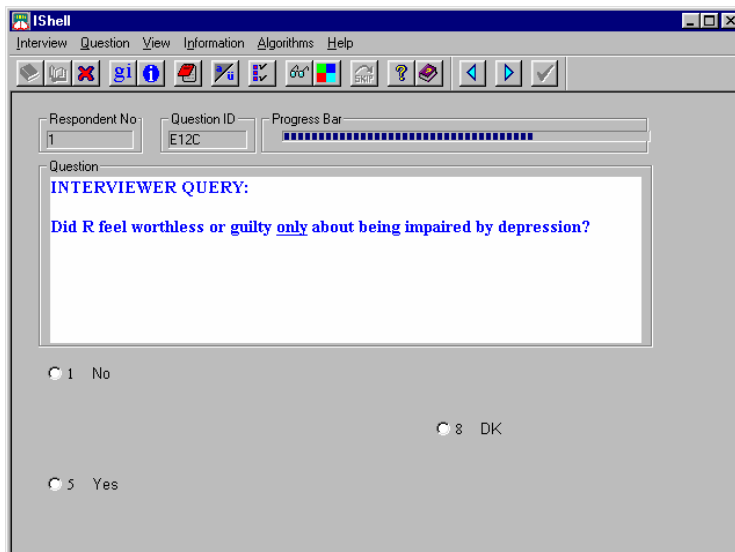 IShell
Interview Question View Information Algorithms Help
gi i a/ü SKIP ?
Respondent No Question ID Progress Bar
1 E12C
Question
INTERVIEWER QUERY:
Did R feel worthless or guilty only about being impaired by depression?
1 No
8 DK
5 Yes